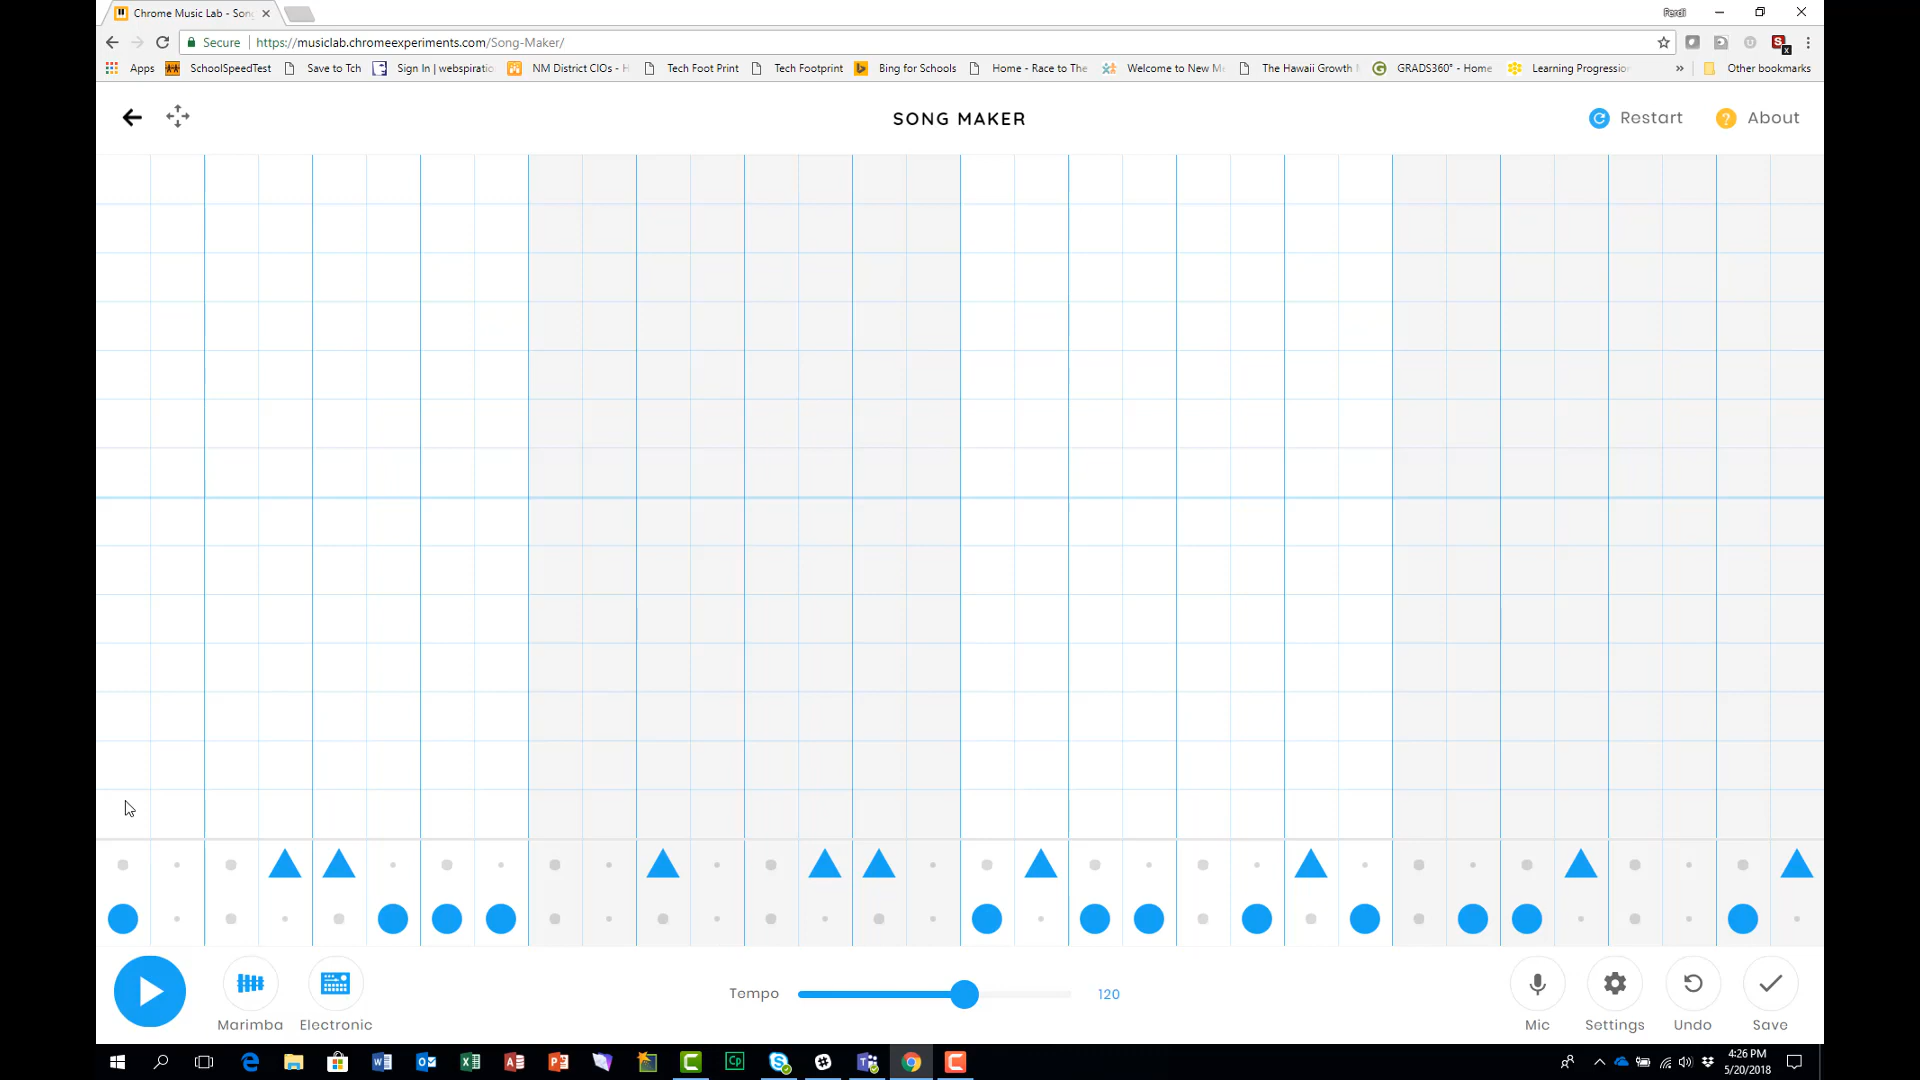 Chrome Music Lab - Son
Ferdi
Secure
https://musiclab.chromeexperiments.com/Song-Maker/
Apps
SchoolSpeedTest
Save to Tch
Sign In | webspiratio
NM District CIOs - H
Tech Foot Print
Tech Footprint
Bing for Schools
Home - Race to The
Welcome to New Me
The Hawaii Growth
GRADS360° - Home
Learning Progression
»
Other bookmarks
SONG MAKER
Restart
? About
Marimba
Electronic
Tempo
120
Mic
Settings
Undo
Save
4:26 PM
5/20/2018